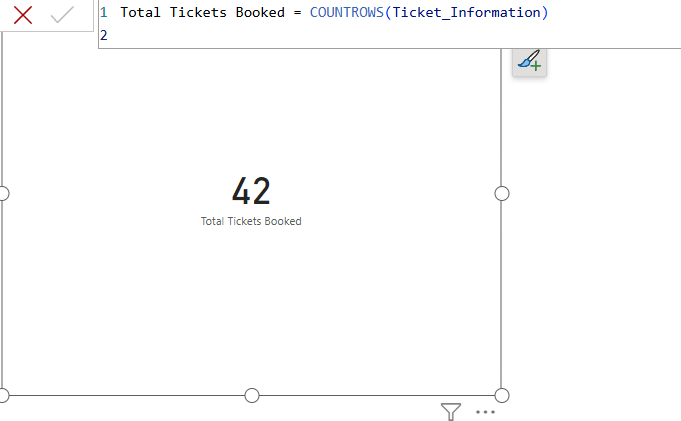 1 Total Tickets Booked = COUNTROWS(Ticket_Information)
2
42
Total Tickets Booked